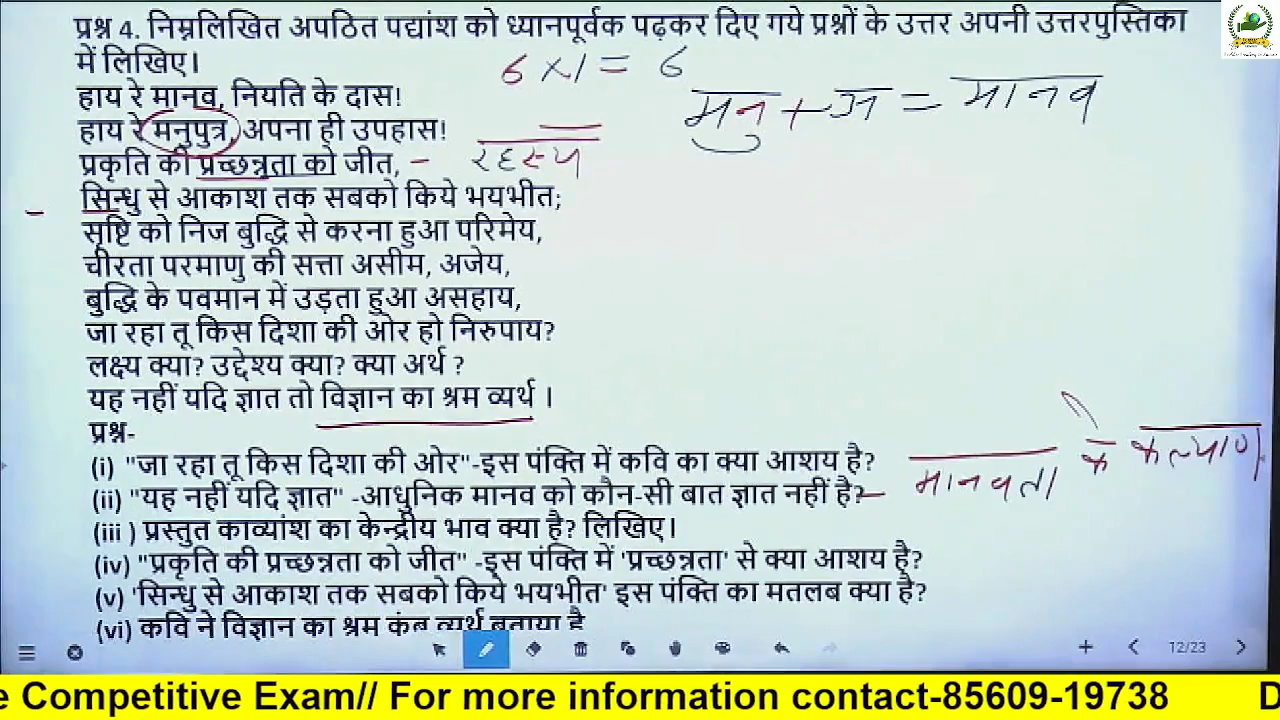 प्रश्न 4. निम्नलिखित अपठित पद्यांश को ध्यानपूर्वक पढ़कर दिए गये प्रश्नों के उत्तर अपनी उत्तरपुस्तिका
में लिखिए।
6 x 1 = 6
हाय रे मानव, नियति के दास!
मनु + अ = मानव
हाय रे मनुपुत्र, अपना ही उपहास!
प्रकृति की प्रच्छन्नता को जीत, - रहस्य
सिन्धु से आकाश तक सबको किये भयभीत;
सृष्टि को निज बुद्धि से करना हुआ परिमेय,
चीरता परमाणु की सत्ता असीम, अजेय,
बुद्धि के पवमान में उड़ता हुआ असहाय,
जा रहा तू किस दिशा की ओर हो निरुपाय?
लक्ष्य क्या? उद्देश्य क्या? क्या अर्थ ?
यह नहीं यदि ज्ञात तो विज्ञान का श्रम व्यर्थ ।
प्रश्न-
(i) "जा रहा तू किस दिशा की ओर"-इस पंक्ति में कवि का क्या आशय है?
(ii) "यह नहीं यदि ज्ञात" -आधुनिक मानव को कौन-सी बात ज्ञात नहीं है? - मानवता के कल्याण
(iii ) प्रस्तुत काव्यांश का केन्द्रीय भाव क्या है? लिखिए।
(iv) "प्रकृति की प्रच्छन्नता को जीत" -इस पंक्ति में 'प्रच्छन्नता' से क्या आशय है?
(v) 'सिन्धु से आकाश तक सबको किये भयभीत' इस पंक्ति का मतलब क्या है?
(vi) कवि ने विज्ञान का श्रम कंब व्यर्थ बताया है
12/23
e Competitive Exam// For more information contact-85609-19738 D